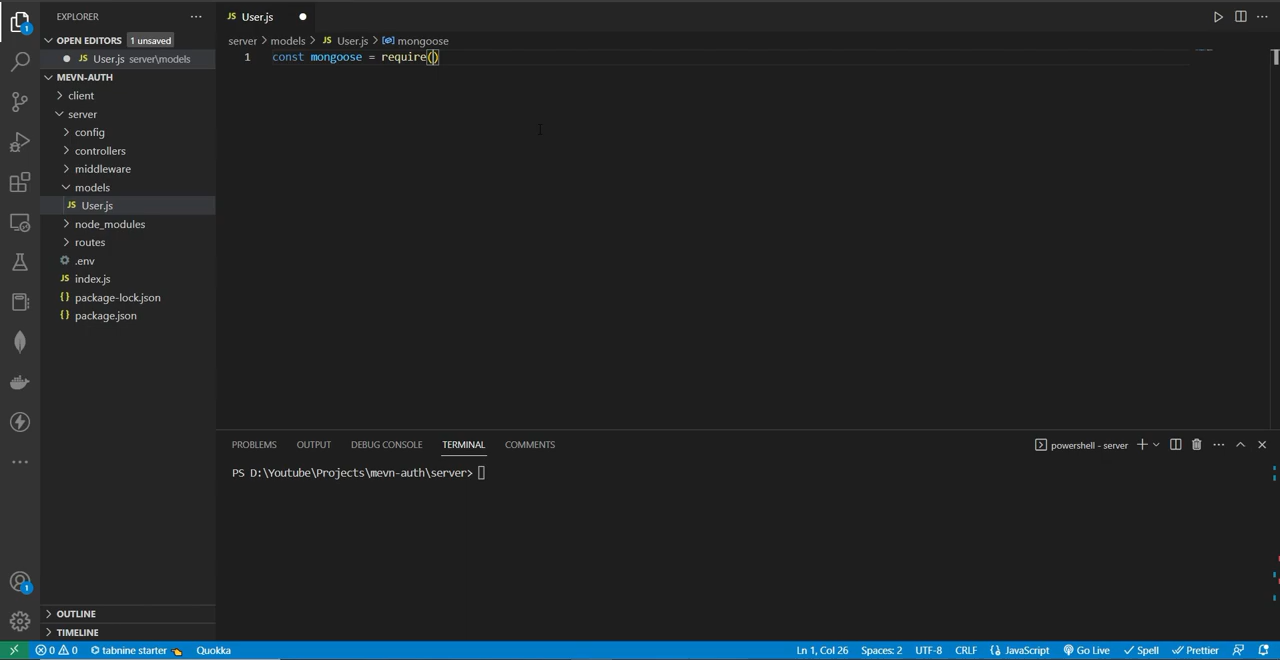 EXPLORER
OPEN EDITORS 1 unsaved
JS User.js server\models
MEVN-AUTH
client
server
config
controllers
middleware
models
JS User.js
node_modules
routes
.env
JS index.js
{} package-lock.json
{} package.json
OUTLINE
TIMELINE
1
1
JS User.js
server > models > JS User.js > mongoose
1 const mongoose = require()
PROBLEMS OUTPUT DEBUG CONSOLE TERMINAL COMMENTS
powershell - server
PS D:\Youtube\Projects\mevn-auth\server>
0 0 tabnine starter Quokka Ln 1, Col 26 Spaces: 2 UTF-8 CRLF {} JavaScript Go Live Spell Prettier